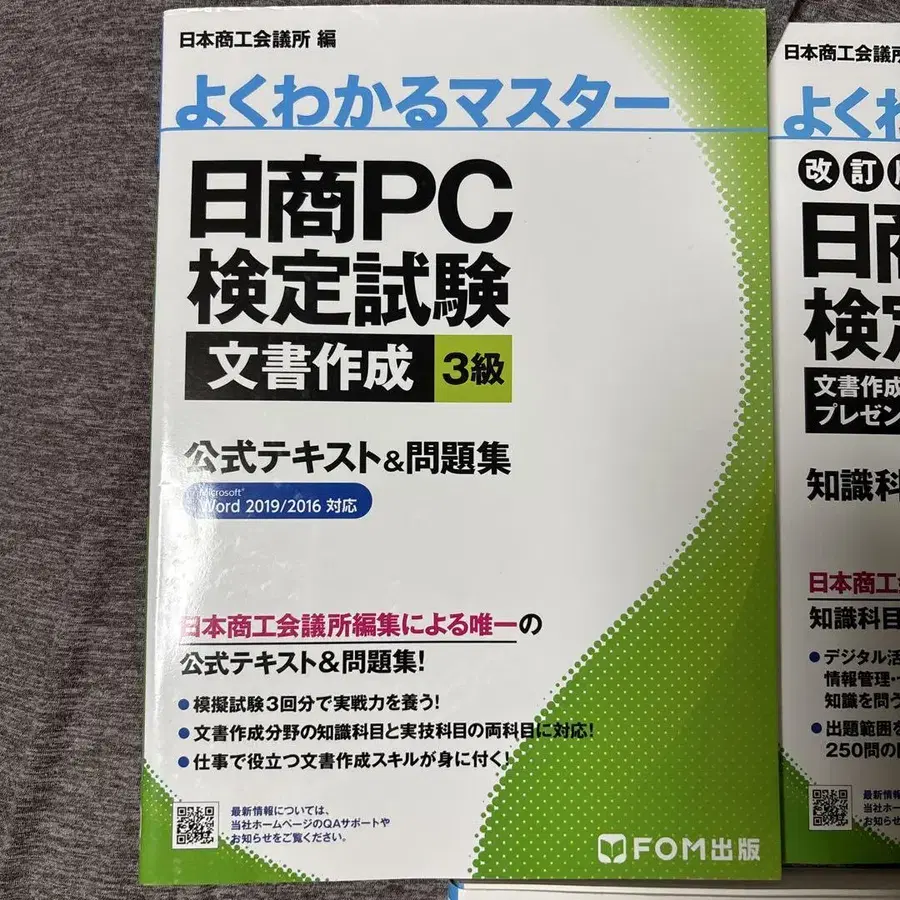 日本商工会議所 編
よくわかるマスター
日商PC
検定試験
文書作成 3級
公式テキスト&問題集
Microsoft®
Word 2019/2016 対応
日本商工会議所編集による唯一の
公式テキスト&問題集!
●模擬試験3回分で実戦力を養う!
●文書作成分野の知識科目と実技科目の両科目に対応!
●仕事で役立つ文書作成スキルが身に付く!
最新情報については、
当社ホームページのQAサポートや
お知らせをご覧ください。
FOM出版
日本商工会議所
よくわ
改訂
日商
検定
文書作成
プレゼン
知識科
日本商工
知識科目
●デジタル活
情報管理・
知識を問う
●出題範囲を
250問の
最新情報
当社ホー
お知らせ